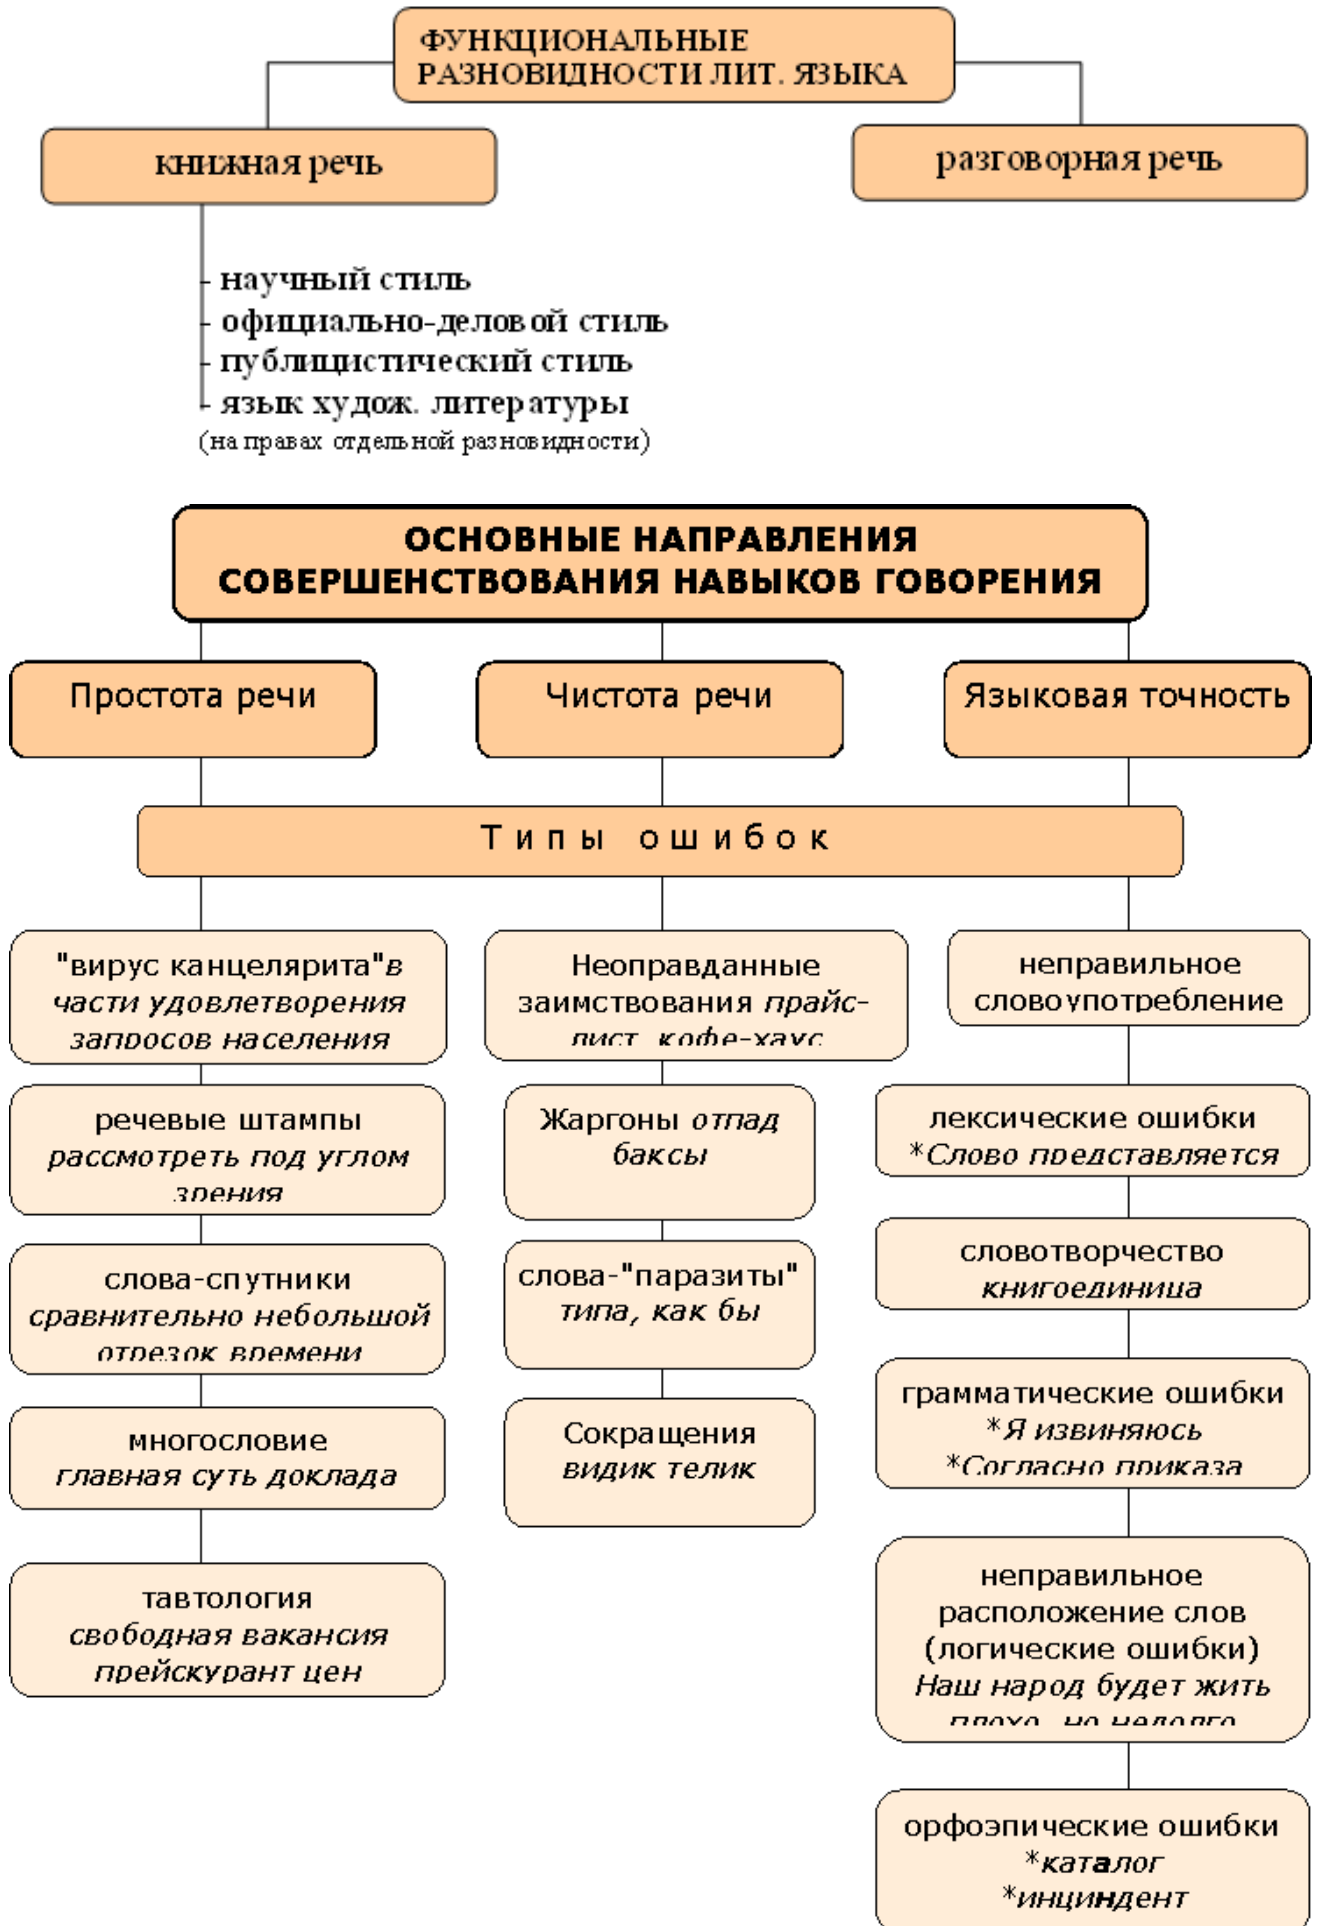 ФУНКЦИОНАЛЬНЫЕ
РАЗНОВИДНОСТИ ЛИТ. ЯЗЫКА
книжная речь
разговорная речь
- научный стиль
- официально-деловой стиль
- публицистический стиль
- язык худож. литературы
(на правах отдельной разновидности)
ОСНОВНЫЕ НАПРАВЛЕНИЯ
СОВЕРШЕНСТВОВАНИЯ НАВЫКОВ ГОВОРЕНИЯ
Простота речи
Чистота речи
Языковая точность
Типы ошибок
"вирус канцелярита"в
части удовлетворения
запросов населения
речевые штампы
рассмотреть под углом
зрения
слова-спутники
сравнительно небольшой
отрезок времени
многословие
главная суть доклада
тавтология
свободная вакансия
прейскурант цен
Неоправданные
заимствования прайс-
лист, кофе-хаус
Жаргоны отпад
баксы
слова-"паразиты"
типа, как бы
Сокращения
видик телик
неправильное
словоупотребление
лексические ошибки
*Слово представляется
словотворчество
книгоединица
грамматические ошибки
*Я извиняюсь
*Согласно приказа
неправильное
расположение слов
(логические ошибки)
Наш народ будет жить
плохо, но недолго
орфоэпические ошибки
*каталог
*инциндент